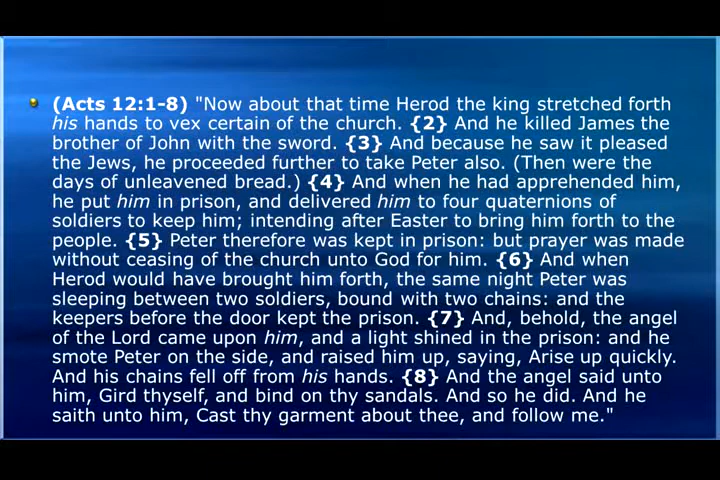 (Acts 12:1-8) "Now about that time Herod the king stretched forth
his hands to vex certain of the church. {2} And he killed James the
brother of John with the sword. {3} And because he saw it pleased
the Jews, he proceeded further to take Peter also. (Then were the
days of unleavened bread.) {4} And when he had apprehended him,
he put him in prison, and delivered him to four quaternions of
soldiers to keep him; intending after Easter to bring him forth to the
people. {5} Peter therefore was kept in prison: but prayer was made
without ceasing of the church unto God for him. {6} And when
Herod would have brought him forth, the same night Peter was
sleeping between two soldiers, bound with two chains: and the
keepers before the door kept the prison. {7} And, behold, the angel
of the Lord came upon him, and a light shined in the prison: and he
smote Peter on the side, and raised him up, saying, Arise up quickly.
And his chains fell off from his hands. {8} And the angel said unto
him, Gird thyself, and bind on thy sandals. And so he did. And he
saith unto him, Cast thy garment about thee, and follow me."